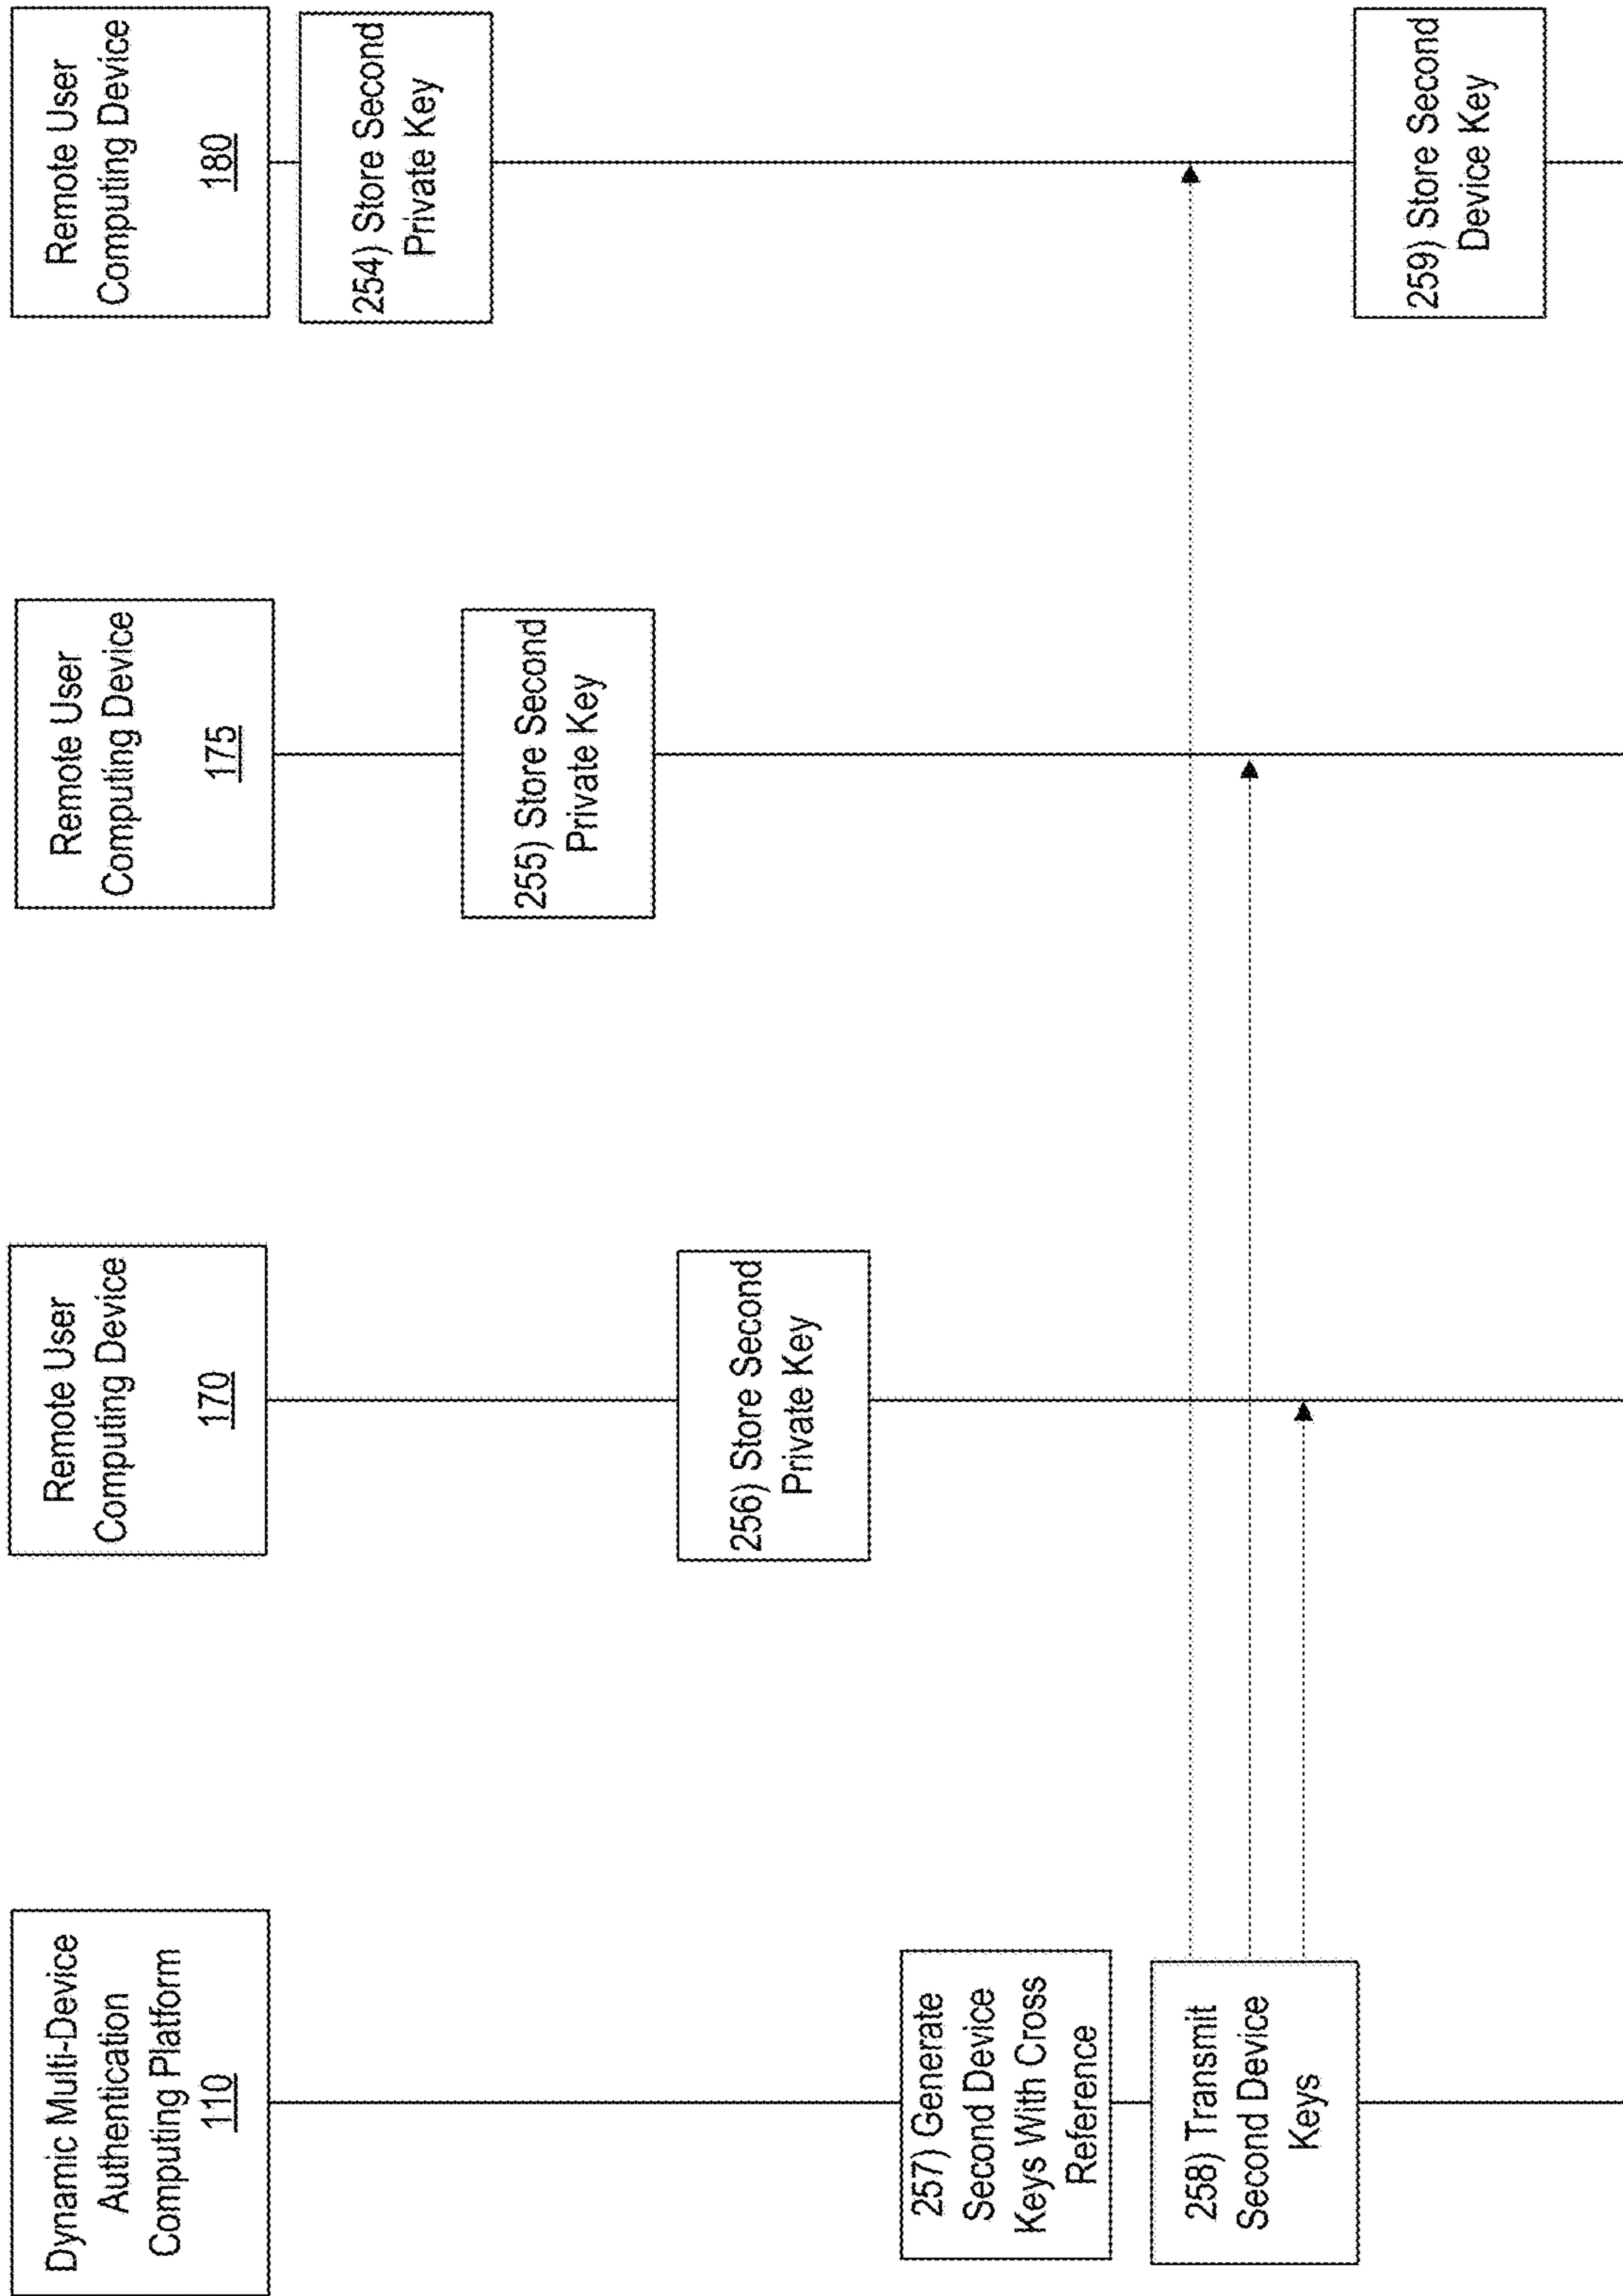 Dynamic Multi-Device
Authentication
Computing Platform
110
Remote User
Computing Device
170
Remote User
Computing Device
175
Remote User
Computing Device
180
254) Store Second
Private Key
255) Store Second
Private Key
256) Store Second
Private Key
257) Generate
Second Device
Keys With Cross
Reference
258) Transmit
Second Device
Keys
259) Store Second
Device Key